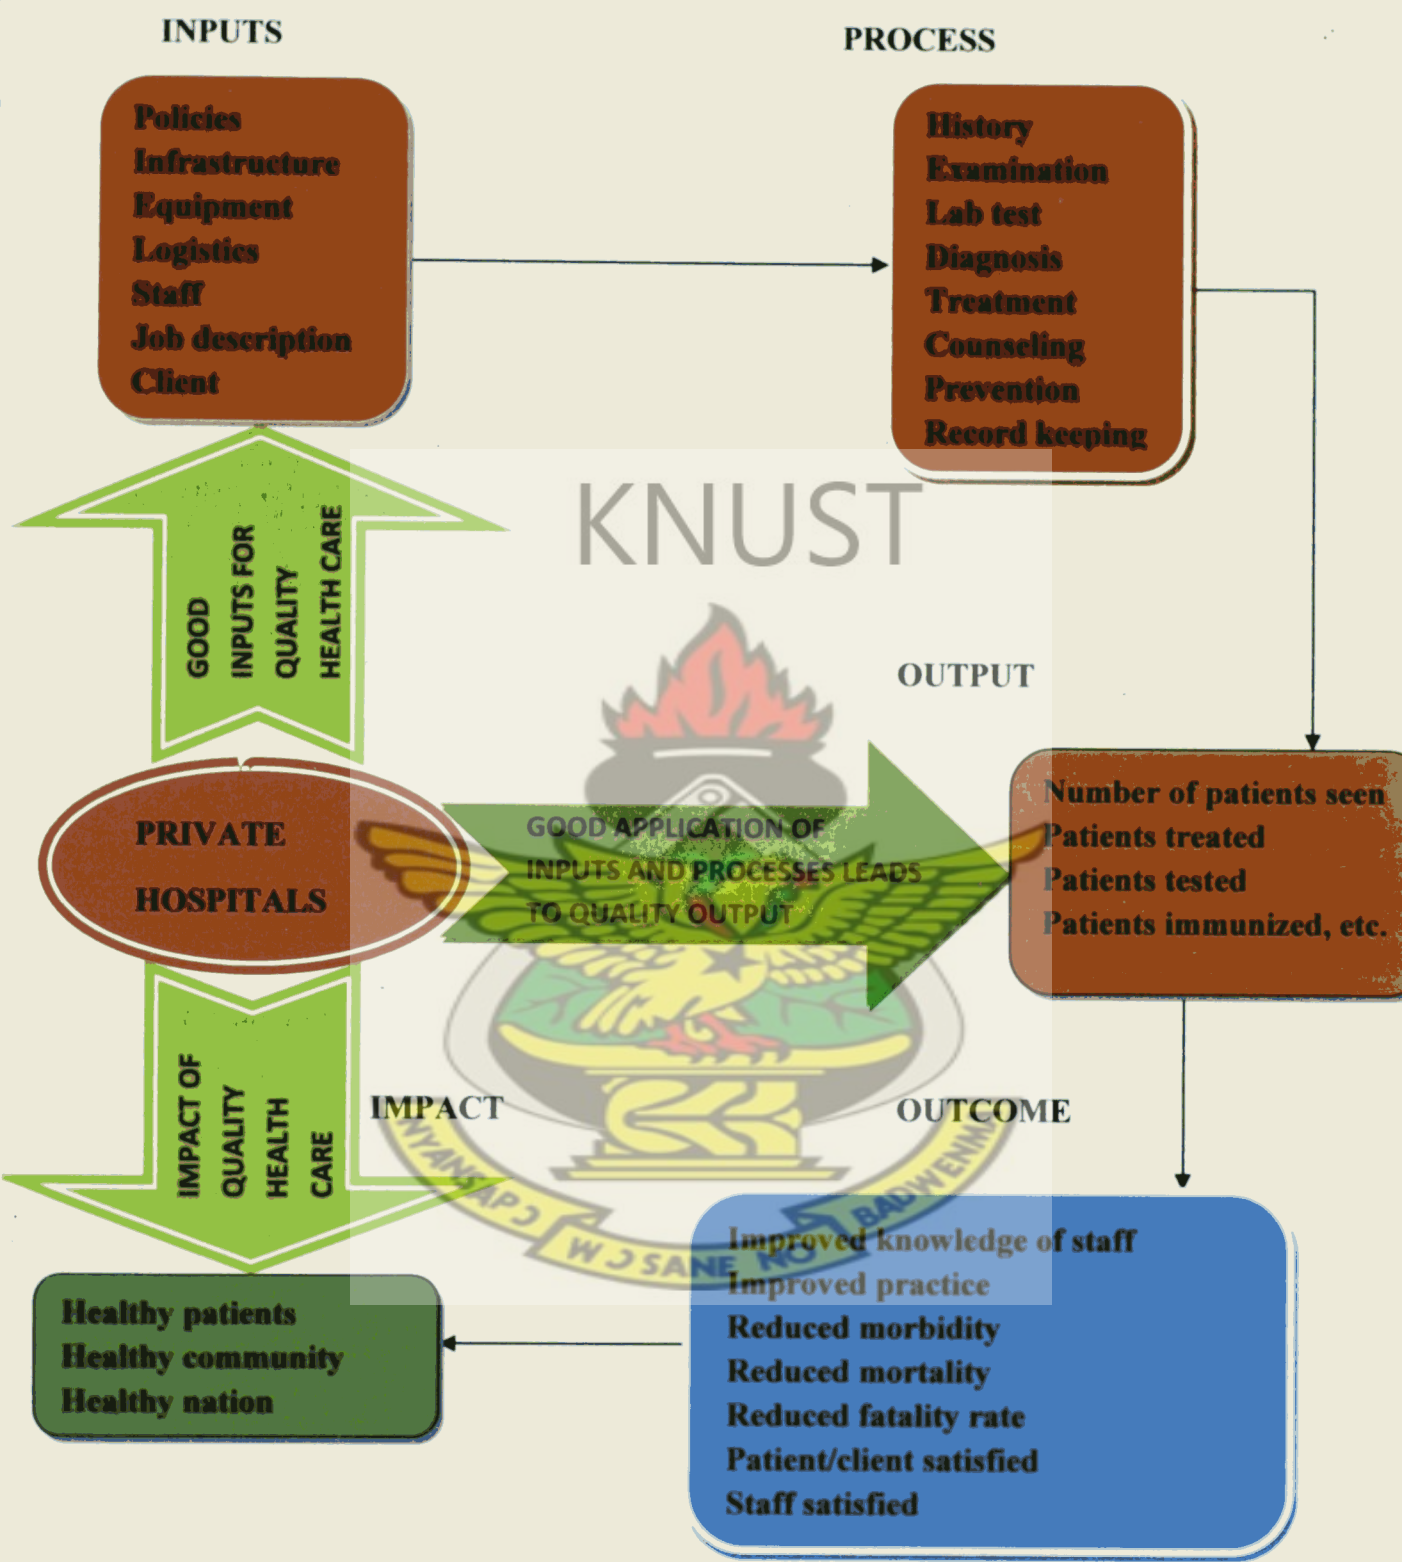 INPUTS
PROCESS
Policies
Infrastructure
Equipment
Logistics
Staff
Job description
Client
History
Examination
Lab test
Diagnosis
Treatment
Counseling
Prevention
Record keeping
GOOD
INPUTS FOR
QUALITY
HEALTH CARE
KNUST
OUTPUT
PRIVATE
HOSPITALS
GOOD APPLICATION OF
INPUTS AND PROCESSES LEADS
TO QUALITY OUTPUT
Number of patients seen
Patients treated
Patients tested
Patients immunized, etc.
IMPACT OF
QUALITY
HEALTH
CARE
IMPACT
OUTCOME
NYANSAPƆ WƆSANE NO BADWENMA
Improved knowledge of staff
Improved practice
Reduced morbidity
Reduced mortality
Reduced fatality rate
Patient/client satisfied
Staff satisfied
Healthy patients
Healthy community
Healthy nation